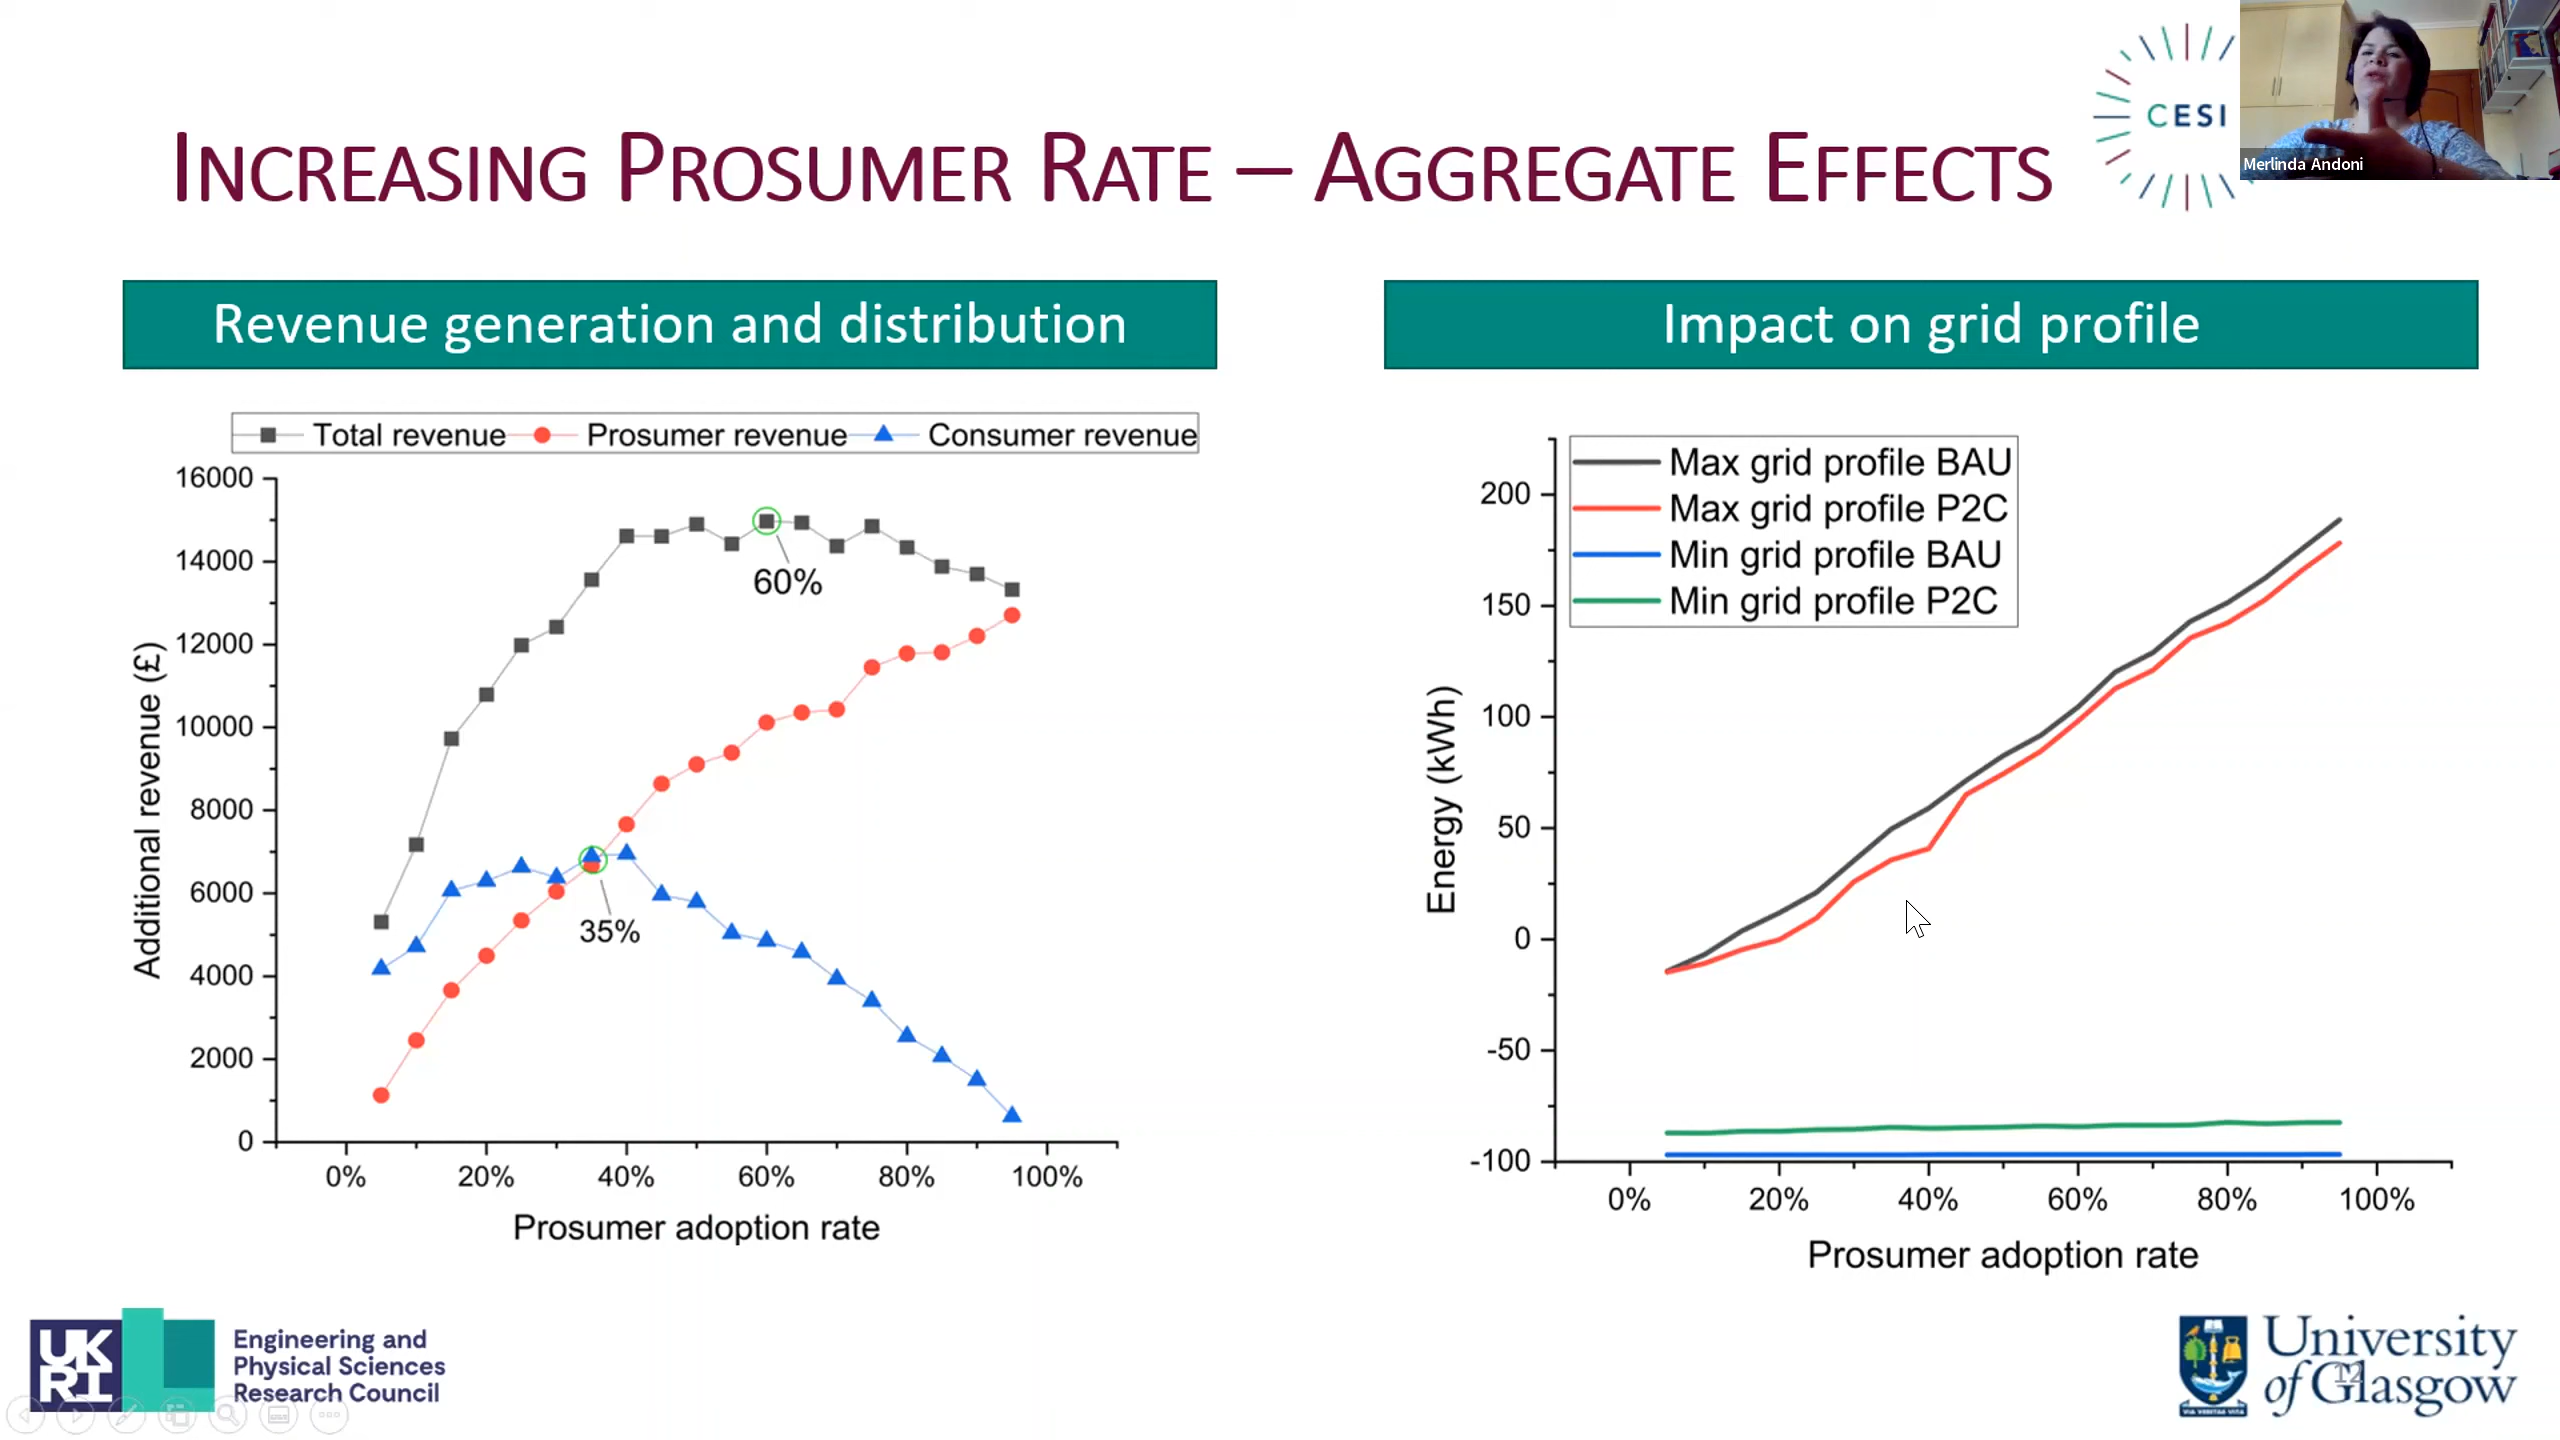 INCREASING PROSUMER RATE – AGGREGATE EFFECTS
CESI
Merlinda Andoni
Revenue generation and distribution
Total revenue
Prosumer revenue
Consumer revenue
16000
14000
12000
10000
8000
6000
4000
2000
0
Additional revenue (£)
60%
35%
0%
20%
40%
60%
80%
100%
Prosumer adoption rate
Impact on grid profile
Max grid profile BAU
Max grid profile P2C
Min grid profile BAU
Min grid profile P2C
200
150
100
50
0
-50
-100
Energy (kWh)
0%
20%
40%
60%
80%
100%
Prosumer adoption rate
UK
RI
Engineering and
Physical Sciences
Research Council
University
of Glasgow
12